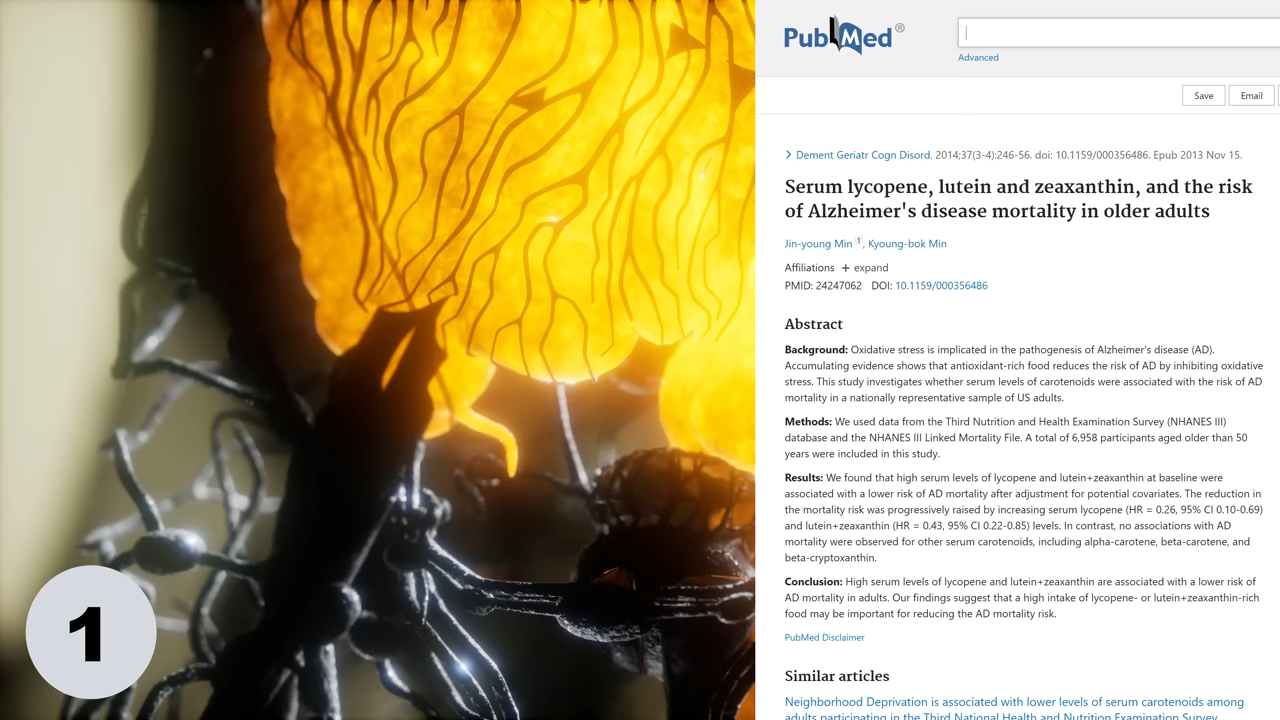 1
PubMed®
Advanced
Save Email
Dement Geriatr Cogn Disord. 2014;37(3-4):246-56. doi: 10.1159/000356486. Epub 2013 Nov 15.
Serum lycopene, lutein and zeaxanthin, and the risk
of Alzheimer's disease mortality in older adults
Jin-young Min 1, Kyoung-bok Min
Affiliations + expand
PMID: 24247062 DOI: 10.1159/000356486
Abstract
Background: Oxidative stress is implicated in the pathogenesis of Alzheimer's disease (AD).
Accumulating evidence shows that antioxidant-rich food reduces the risk of AD by inhibiting oxidative
stress. This study investigates whether serum levels of carotenoids were associated with the risk of AD
mortality in a nationally representative sample of US adults.
Methods: We used data from the Third Nutrition and Health Examination Survey (NHANES III)
database and the NHANES III Linked Mortality File. A total of 6,958 participants aged older than 50
years were included in this study.
Results: We found that high serum levels of lycopene and lutein+zeaxanthin at baseline were
associated with a lower risk of AD mortality after adjustment for potential covariates. The reduction in
the mortality risk was progressively raised by increasing serum lycopene (HR = 0.26, 95% CI 0.10-0.69)
and lutein+zeaxanthin (HR = 0.43, 95% CI 0.22-0.85) levels. In contrast, no associations with AD
mortality were observed for other serum carotenoids, including alpha-carotene, beta-carotene, and
beta-cryptoxanthin.
Conclusion: High serum levels of lycopene and lutein+zeaxanthin are associated with a lower risk of
AD mortality in adults. Our findings suggest that a high intake of lycopene- or lutein+zeaxanthin-rich
food may be important for reducing the AD mortality risk.
PubMed Disclaimer
Similar articles
Neighborhood Deprivation is associated with lower levels of serum carotenoids among
adults participating in the Third National Health and Nutrition Examination Survey